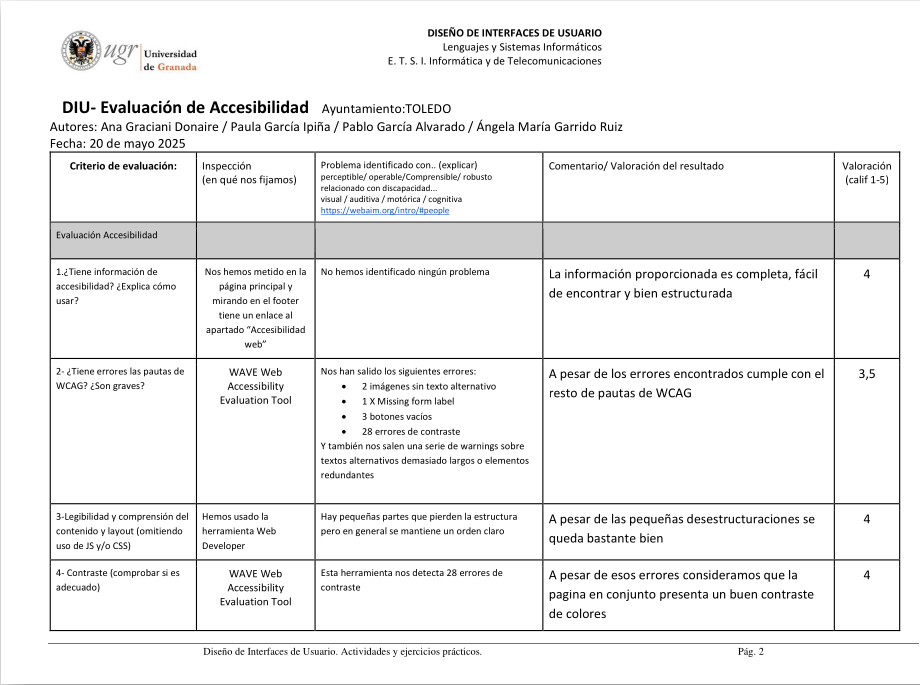 ugr
Universidad
de Granada
DISEÑO DE INTERFACES DE USUARIO
Lenguajes y Sistemas Informáticos
E. T. S. I. Informática y de Telecomunicaciones
DIU- Evaluación de Accesibilidad Ayuntamiento:TOLEDO
Autores: Ana Graciani Donaire / Paula García Ipiña / Pablo García Alvarado / Ángela María Garrido Ruiz
Fecha: 20 de mayo 2025
Criterio de evaluación:
Inspección
(en qué nos fijamos)
Problema identificado con.. (explicar)
perceptible/ operable/Comprensible/ robusto
relacionado con discapacidad...
visual / auditiva / motórica / cognitiva
https://webaim.org/intro/#people
Comentario/ Valoración del resultado
Valoración
(calif 1-5)
Evaluación Accesibilidad
1.¿Tiene información de
accesibilidad? ¿Explica cómo
usar?
Nos hemos metido en la
página principal y
mirando en el footer
tiene un enlace al
apartado “Accesibilidad
web”
No hemos identificado ningún problema
La información proporcionada es completa, fácil
de encontrar y bien estructurada
4
2- ¿Tiene errores las pautas de
WCAG? ¿Son graves?
WAVE Web
Accessibility
Evaluation Tool
Nos han salido los siguientes errores:
• 2 imágenes sin texto alternativo
• 1 X Missing form label
• 3 botones vacíos
• 28 errores de contraste
Y también nos salen una serie de warnings sobre
textos alternativos demasiado largos o elementos
redundantes
A pesar de los errores encontrados cumple con el
resto de pautas de WCAG
3,5
3-Legibilidad y comprensión del
contenido y layout (omitiendo
uso de JS y/o CSS)
Hemos usado la
herramienta Web
Developer
Hay pequeñas partes que pierden la estructura
pero en general se mantiene un orden claro
A pesar de las pequeñas desestructuraciones se
queda bastante bien
4
4- Contraste (comprobar si es
adecuado)
WAVE Web
Accessibility
Evaluation Tool
Esta herramienta nos detecta 28 errores de
contraste
A pesar de esos errores consideramos que la
pagina en conjunto presenta un buen contraste
de colores
4
Diseño de Interfaces de Usuario. Actividades y ejercicios prácticos.
Pág. 2